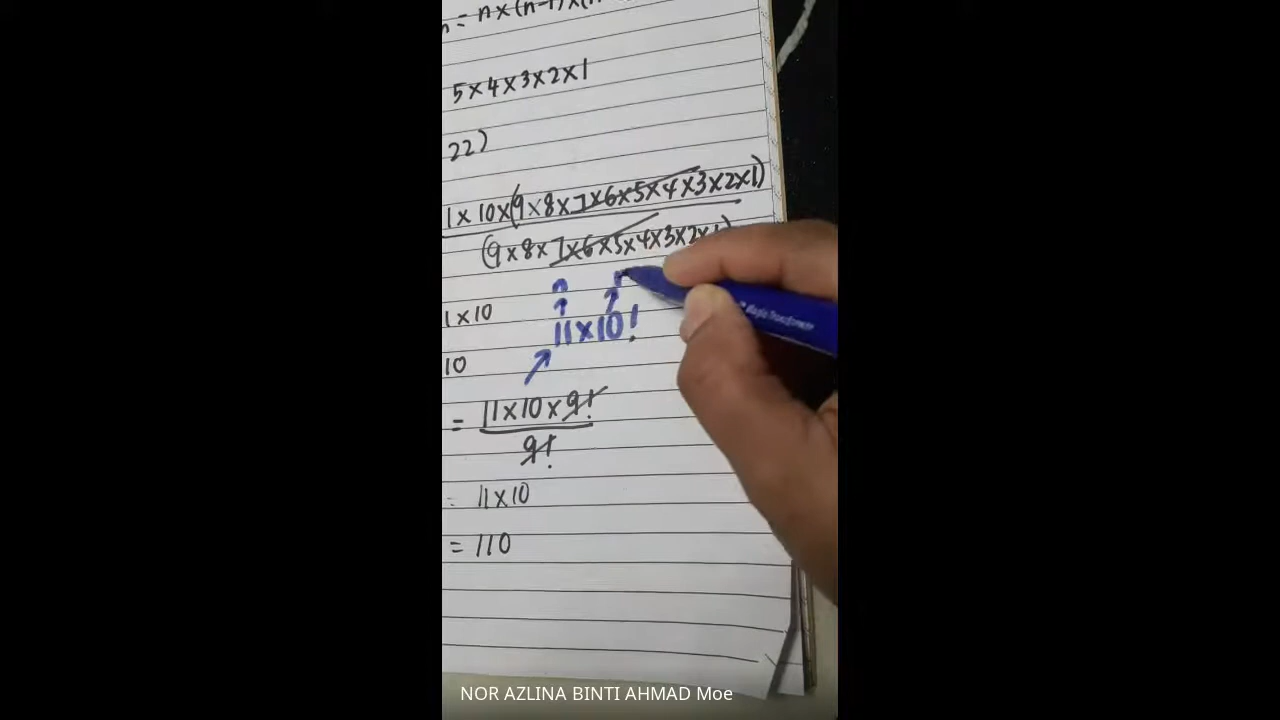 = n × (n-1) ×
5 × 4 × 3 × 2 × 1
22)
1 × 10 × (9 × 8 × 7 × 6 × 5 × 4 × 3 × 2 × 1)
(9 × 8 × 7 × 6 × 5 × 4 × 3 × 2 × 1)
1 × 10
11 × 10!
10
= 11 × 10 × 9!
9!
= 11 × 10
= 110
NOR AZLINA BINTI AHMAD Moe